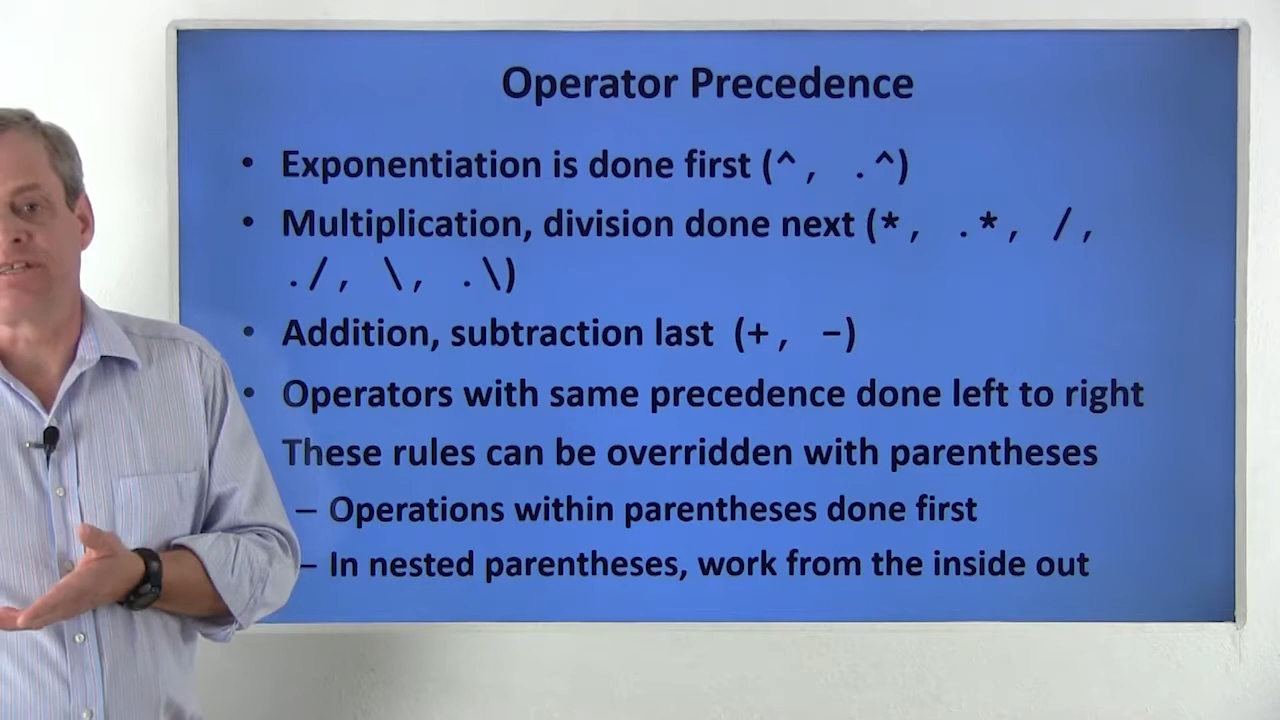 Operator Precedence
• Exponentiation is done first (^, .^)
• Multiplication, division done next (*, .*, /,
./, \, .\)
• Addition, subtraction last (+, -)
• Operators with same precedence done left to right
These rules can be overridden with parentheses
– Operations within parentheses done first
– In nested parentheses, work from the inside out